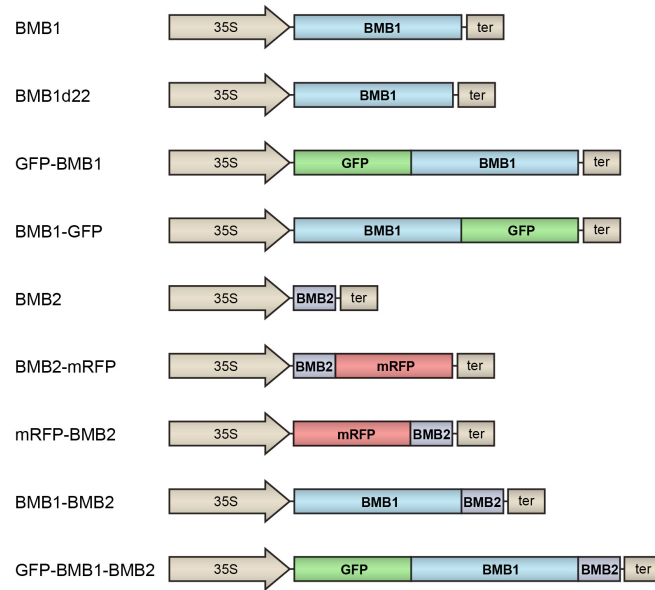 BMB1 35S BMB1 ter
BMB1d22 35S BMB1 ter
GFP-BMB1 35S GFP BMB1 ter
BMB1-GFP 35S BMB1 GFP ter
BMB2 35S BMB2 ter
BMB2-mRFP 35S BMB2 mRFP ter
mRFP-BMB2 35S mRFP BMB2 ter
BMB1-BMB2 35S BMB1 BMB2 ter
GFP-BMB1-BMB2 35S GFP BMB1 BMB2 ter